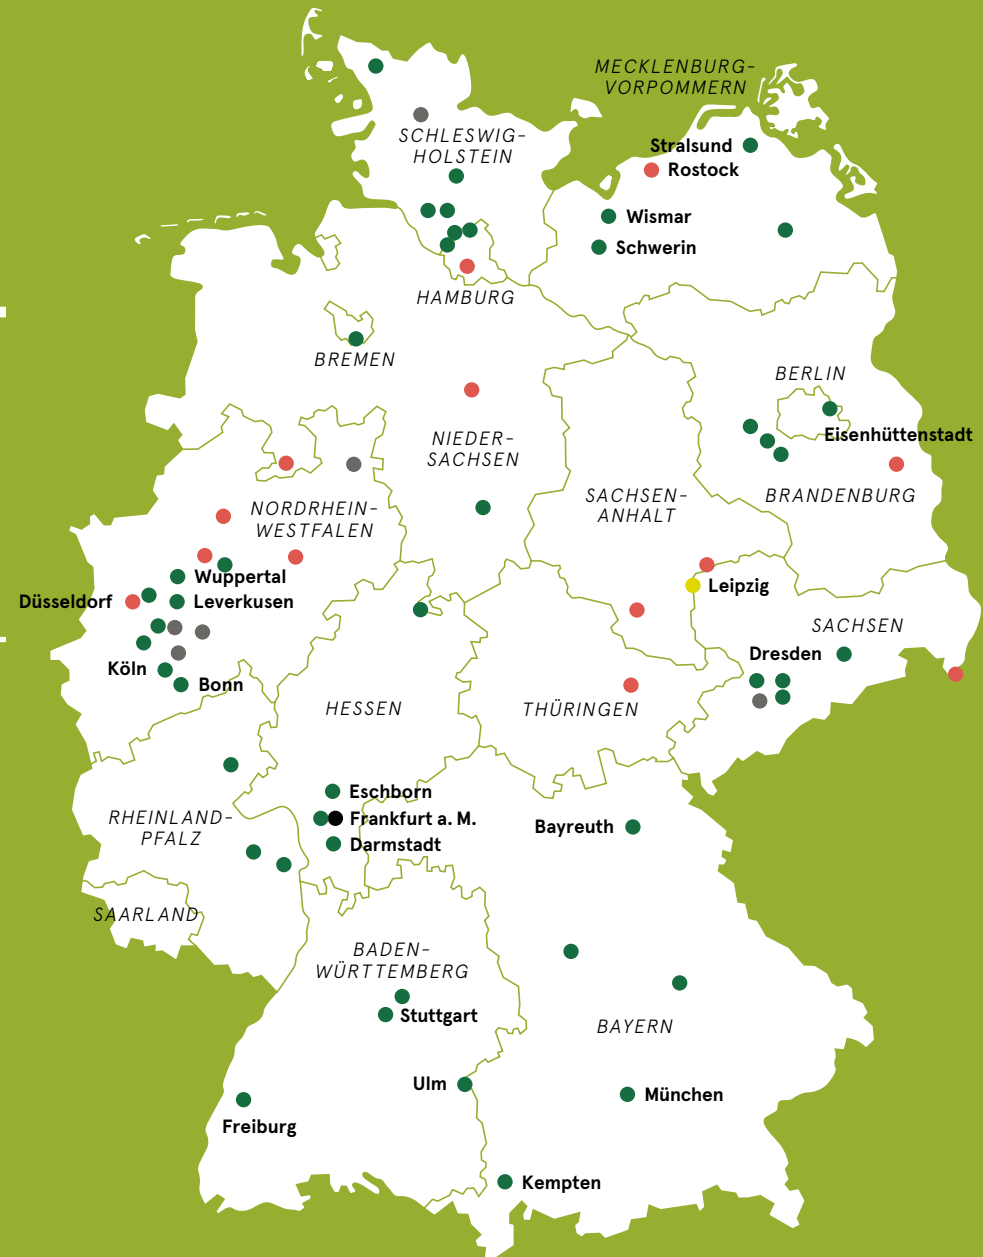 MECKLENBURG-
VORPOMMERN
SCHLESWIG-
HOLSTEIN
Stralsund
Rostock
Wismar
Schwerin
HAMBURG
BREMEN
BERLIN
Eisenhüttenstadt
NIEDER-
SACHSEN
SACHSEN-
ANHALT
BRANDENBURG
NORDRHEIN-
WESTFALEN
Wuppertal
Düsseldorf
Leverkusen
Leipzig
SACHSEN
Dresden
Köln
Bonn
HESSEN
THÜRINGEN
Eschborn
Frankfurt a. M.
Darmstadt
RHEINLAND-
PFALZ
Bayreuth
SAARLAND
BADEN-
WÜRTTEMBERG
Stuttgart
BAYERN
Ulm
München
Freiburg
Kempten